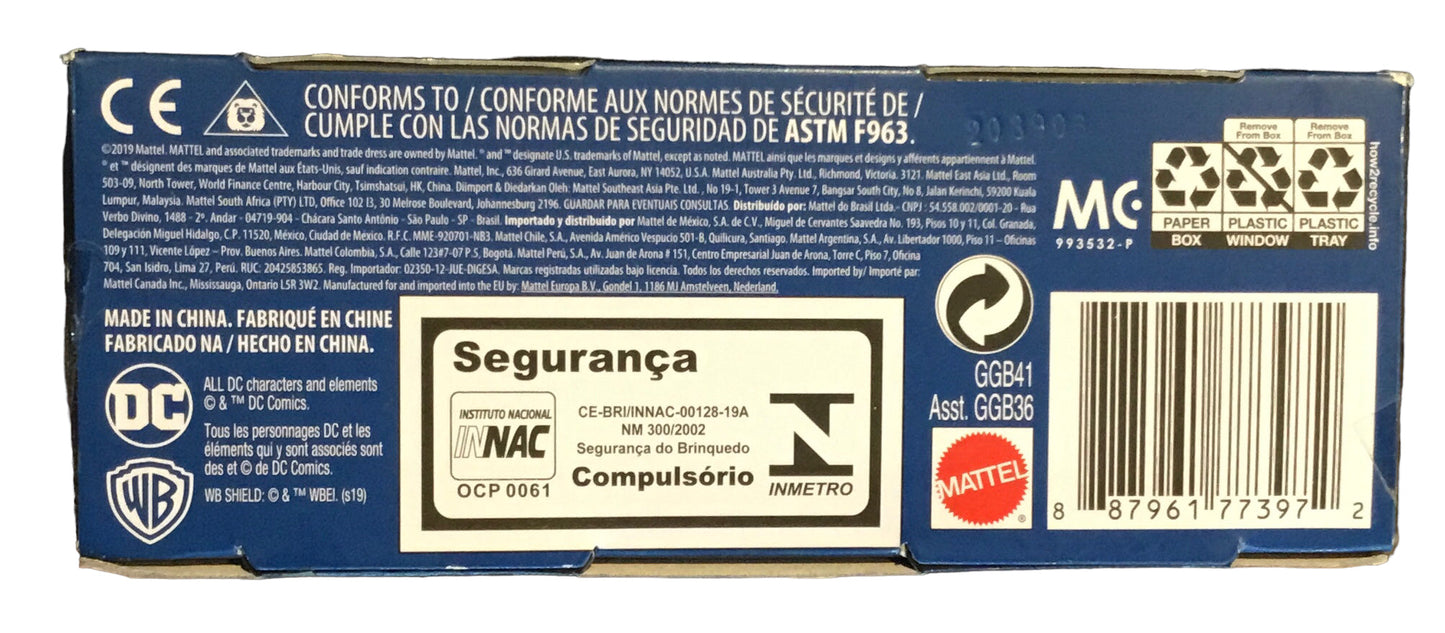 CE
CONFORMS TO / CONFORME AUX NORMES DE SÉCURITÉ DE /
CUMPLE CON LAS NORMAS DE SEGURIDAD DE ASTM F963.
©2019 Mattel. MATTEL and associated trademarks and trade dress are owned by Mattel. ® and ™ designate U.S. trademarks of Mattel, except as noted. MATTEL ainsi que les marques et designs y afférents appartiennent à Mattel.
® et ™ désignent des marques de Mattel aux États-Unis, sauf indication contraire. Mattel, Inc., 636 Girard Avenue, East Aurora, NY 14052, U.S.A. Mattel Australia Pty. Ltd., Richmond, Victoria. 3121. Mattel East Asia Ltd., Room
503-09, North Tower, World Finance Centre, Harbour City, Tsimshatsui, HK, China. Diimport & Diedarkan Oleh: Mattel Southeast Asia Pte. Ltd., No 19-1, Tower 3 Avenue 7, Bangsar South City, No 8, Jalan Kerinchi, 59200 Kuala
Lumpur, Malaysia. Mattel South Africa (PTY) LTD, Office 102 I3, 30 Melrose Boulevard, Johannesburg 2196. GUARDAR PARA EVENTUAIS CONSULTAS. Distribuído por: Mattel do Brasil Ltda.- CNPJ : 54.558.002/0001-20 - Rua
Verbo Divino, 1488 - 2º. Andar - 04719-904 - Chácara Santo Antônio - São Paulo - SP - Brasil. Importado y distribuido por Mattel de México, S.A. de C.V., Miguel de Cervantes Saavedra No. 193, Pisos 10 y 11, Col. Granada,
Delegación Miguel Hidalgo, C.P. 11520, México, Ciudad de México. R.F.C. MME-920701-NB3. Mattel Chile, S.A., Avenida Américo Vespucio 501-B, Quilicura, Santiago. Mattel Argentina, S.A., Av. Libertador 1000, Piso 11 – Oficinas
109 y 111, Vicente López – Prov. Buenos Aires. Mattel Colombia, S.A., Calle 123#7-07 P.5, Bogotá. Mattel Perú, S.A., Av. Juan de Arona # 151, Centro Empresarial Juan de Arona, Torre C, Piso 7, Oficina
704, San Isidro, Lima 27, Perú. RUC: 20425853865. Reg. Importador: 02350-12-JUE-DIGESA. Marcas registradas utilizadas bajo licencia. Todos los derechos reservados. Imported by/ Importé par:
Mattel Canada Inc., Mississauga, Ontario L5R 3W2. Manufactured for and imported into the EU by: Mattel Europa B.V., Gondel 1, 1186 MJ Amstelveen, Nederland.
MADE IN CHINA. FABRIQUÉ EN CHINE
FABRICADO NA / HECHO EN CHINA.
DC
ALL DC characters and elements
© & ™ DC Comics.
Tous les personnages DC et les
éléments qui y sont associés sont
des et © de DC Comics.
WB
WB SHIELD: © & ™ WBEI. (s19)
Segurança
INSTITUTO NACIONAL
INNAC
OCP 0061
CE-BRI/INNAC-00128-19A
NM 300/2002
Segurança do Brinquedo
Compulsório
INMETRO
MC
993532-P
PAPER
BOX
Remove
From Box
PLASTIC
WINDOW
Remove
From Box
PLASTIC
TRAY
how2recycle.info
GGB41
Asst. GGB36
MATTEL
®
8 87961 77397 2